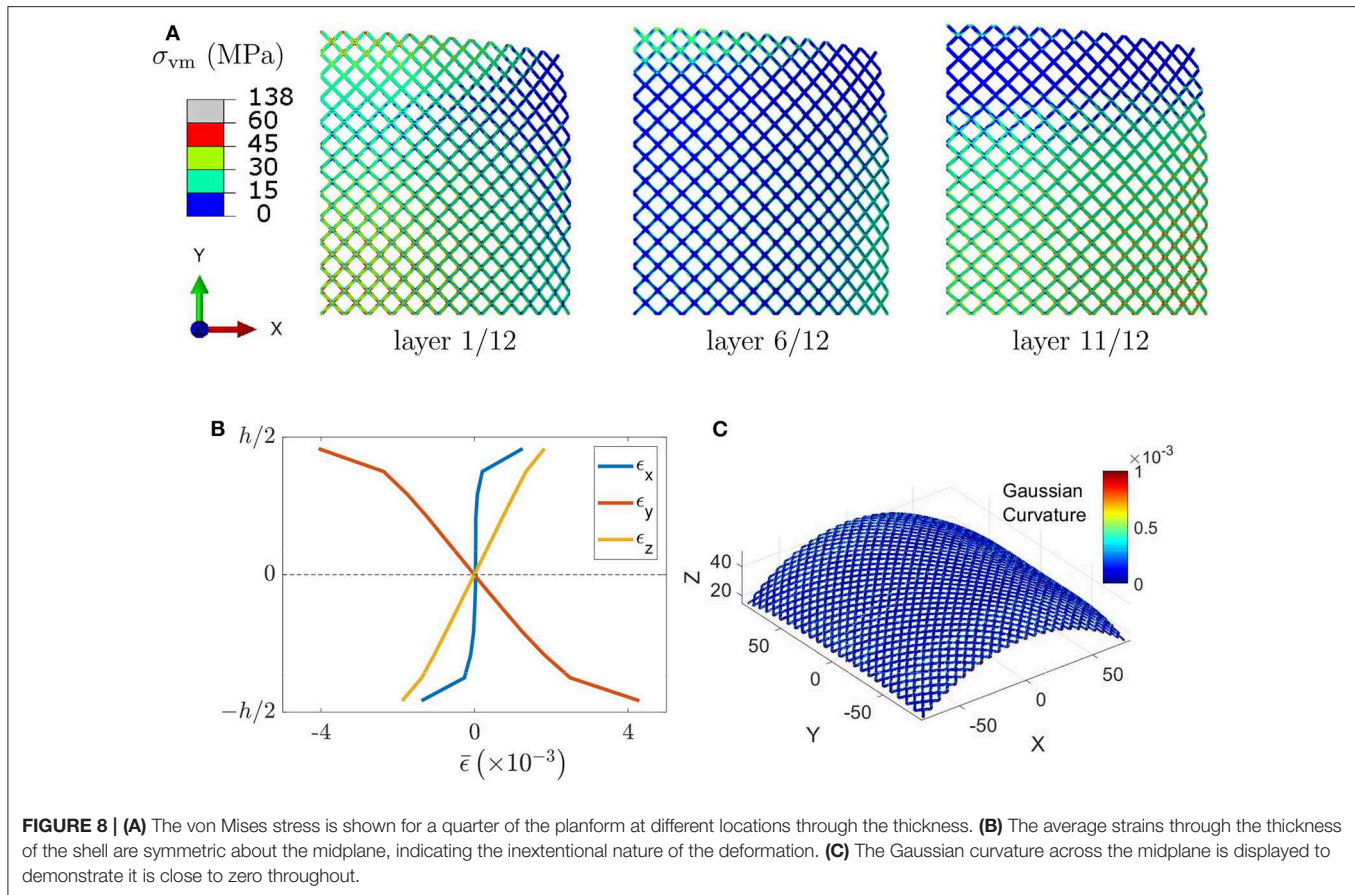 A
σvm (MPa)
138
60
45
30
15
0
Y
X
layer 1/12
layer 6/12
layer 11/12
B
h/2
0
−h/2
-4
0
4
ε̄ (×10⁻³)
ϵx
ϵy
ϵz
C
Gaussian
Curvature
×10⁻³
1
0.5
0
Z
40
20
50
0
-50
Y
-50
0
50
X
FIGURE 8 | (A) The von Mises stress is shown for a quarter of the planform at different locations through the thickness. (B) The average strains through the thickness
of the shell are symmetric about the midplane, indicating the inextentional nature of the deformation. (C) The Gaussian curvature across the midplane is displayed to
demonstrate it is close to zero throughout.